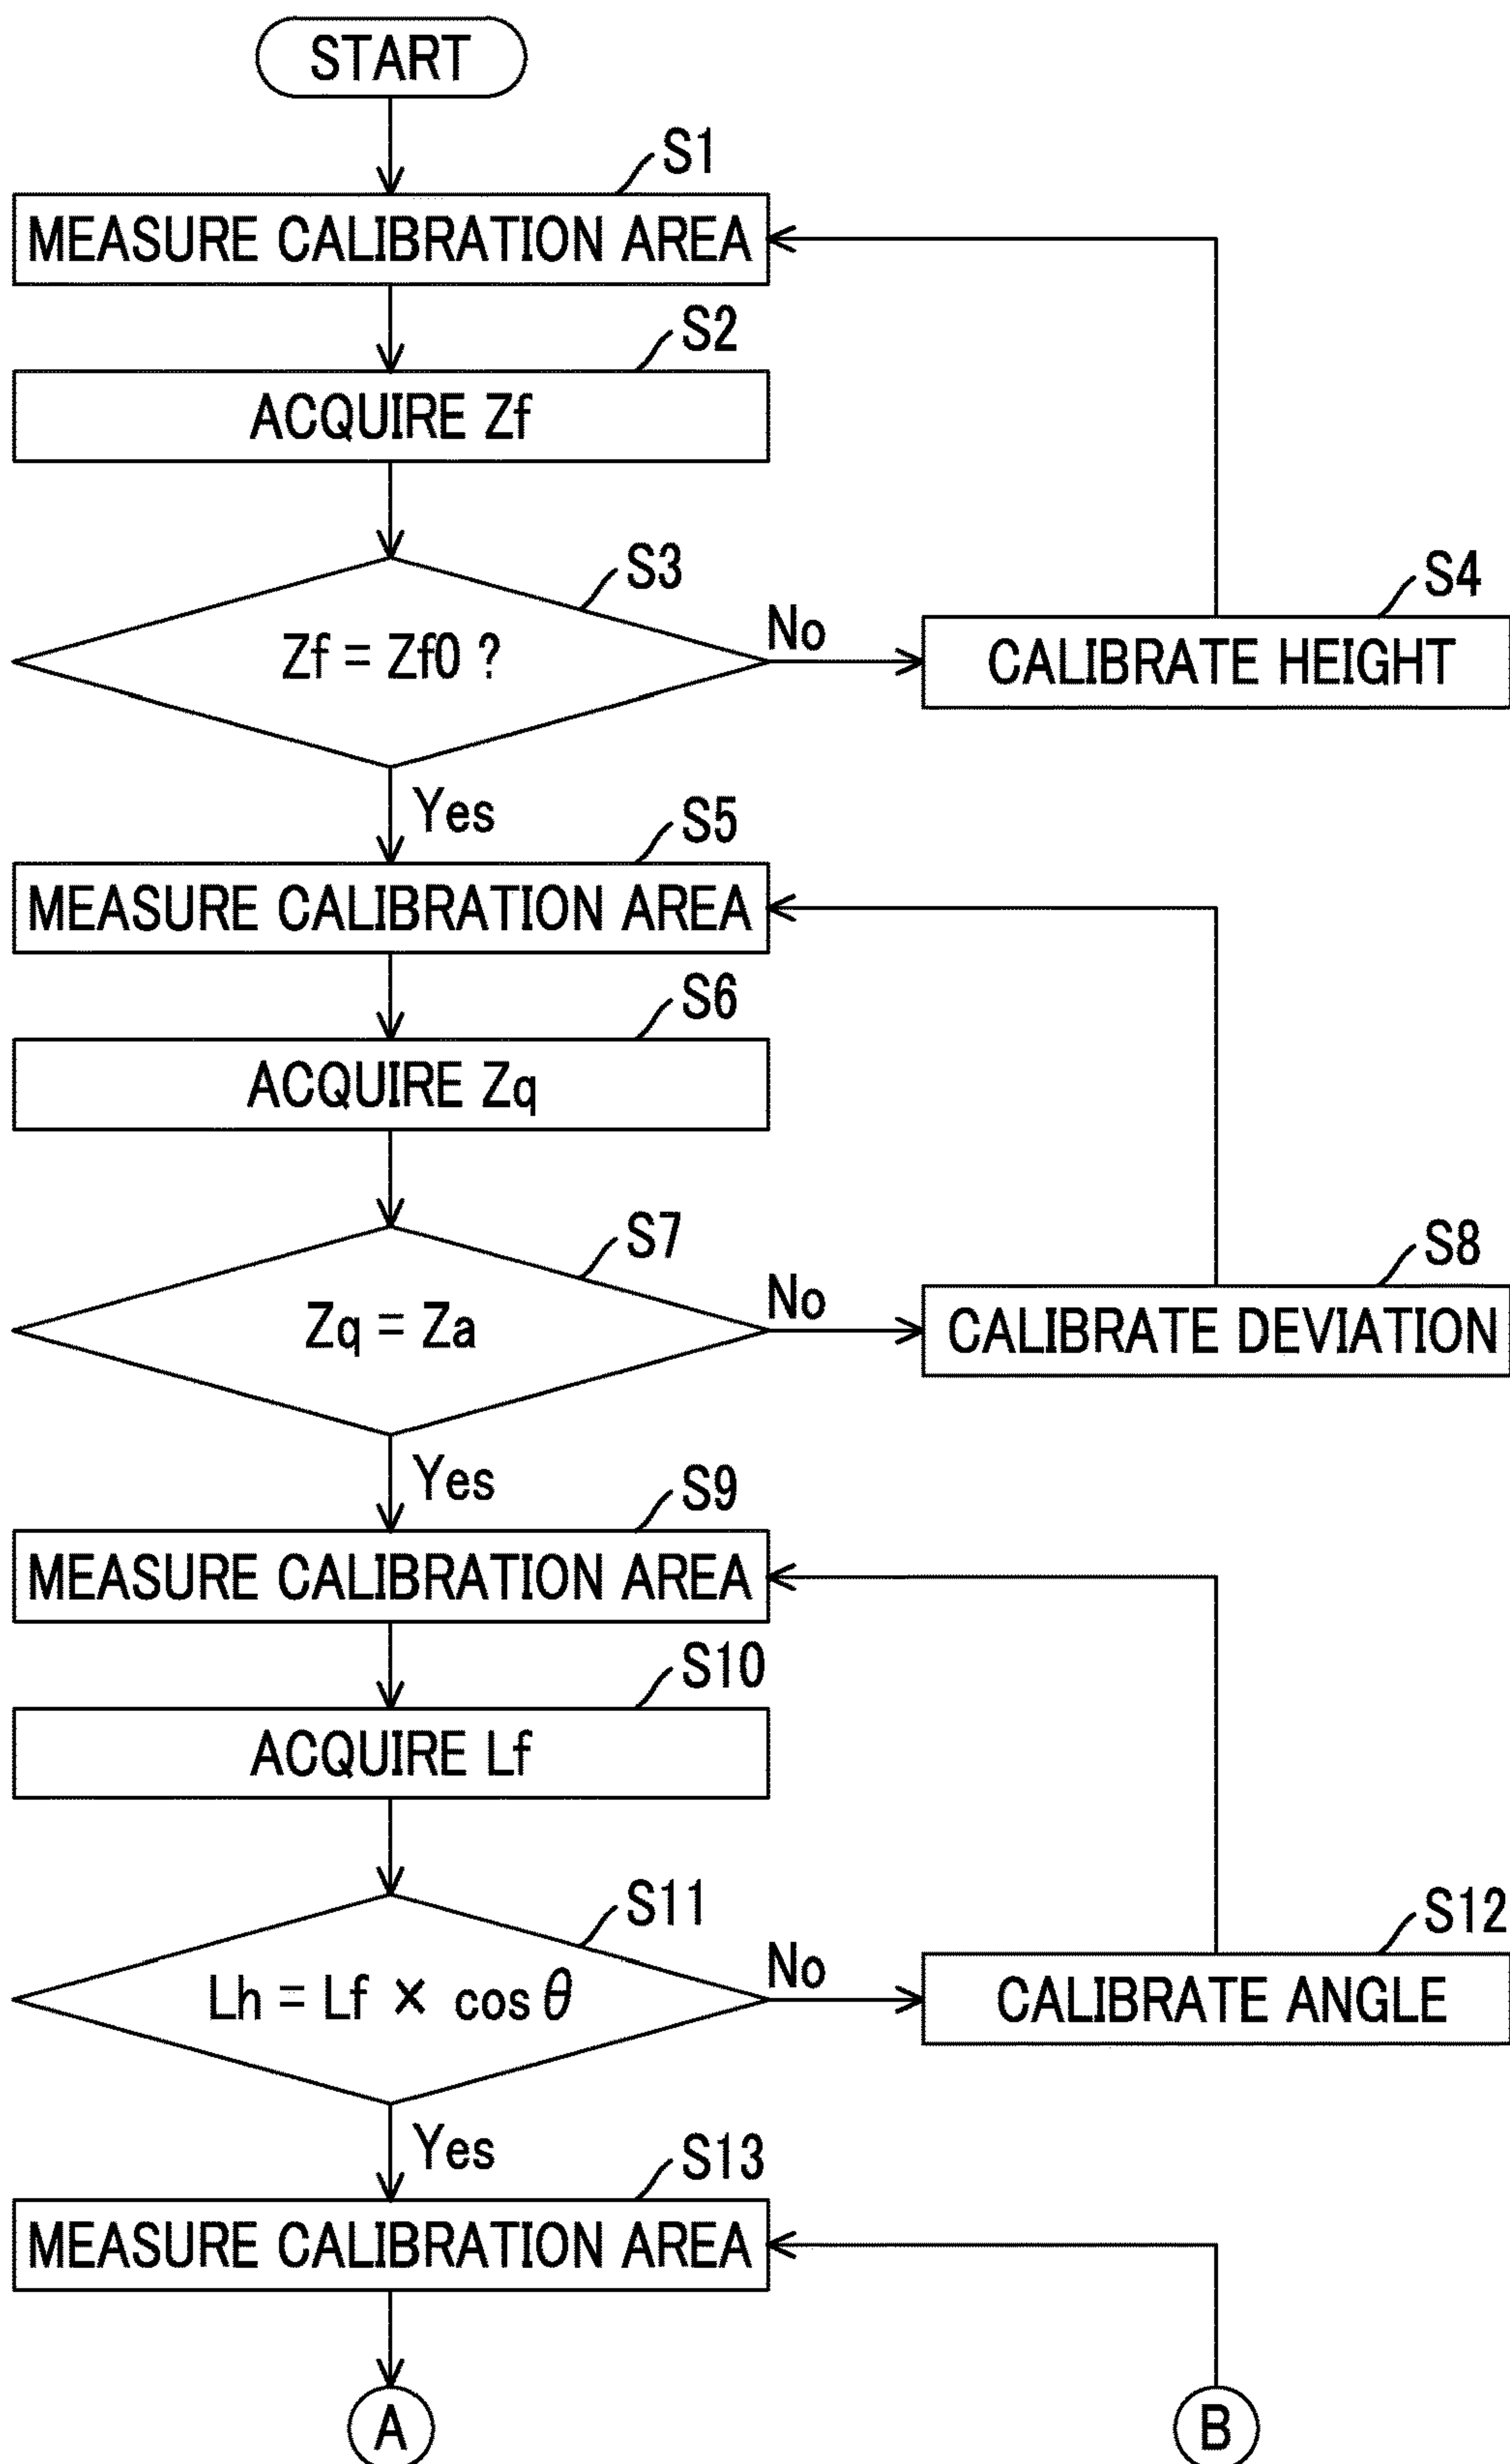 START
S1
MEASURE CALIBRATION AREA
S2
ACQUIRE Zf
S3
Zf = Zf0 ?
No
S4
CALIBRATE HEIGHT
Yes
S5
MEASURE CALIBRATION AREA
S6
ACQUIRE Zq
S7
Zq = Za
No
S8
CALIBRATE DEVIATION
Yes
S9
MEASURE CALIBRATION AREA
S10
ACQUIRE Lf
S11
Lh = Lf × cos θ
No
S12
CALIBRATE ANGLE
Yes
S13
MEASURE CALIBRATION AREA
A
B